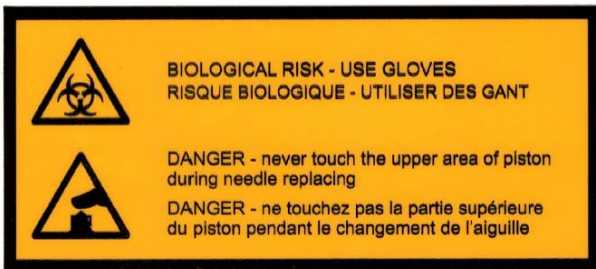 BIOLOGICAL RISK - USE GLOVES
RISQUE BIOLOGIQUE - UTILISER DES GANT
DANGER - never touch the upper area of piston
during needle replacing
DANGER - ne touchez pas la partie supérieure
du piston pendant le changement de l'aiguille